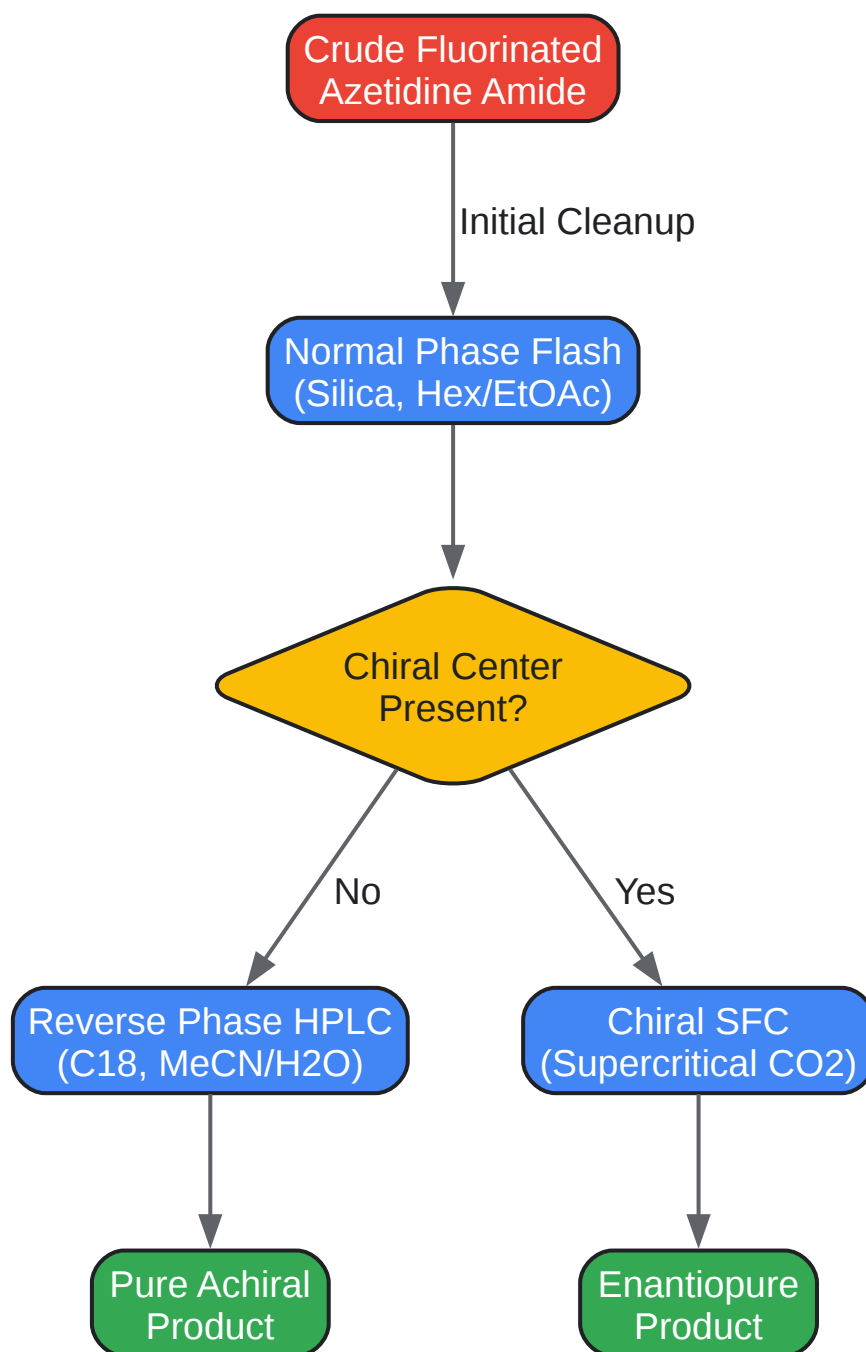 Crude Fluorinated
Azetidine Amide
Initial Cleanup
Normal Phase Flash
(Silica, Hex/EtOAc)
Chiral Center
Present?
No
Yes
Reverse Phase HPLC
(C18, MeCN/H2O)
Chiral SFC
(Supercritical CO2)
Pure Achiral
Product
Enantiopure
Product